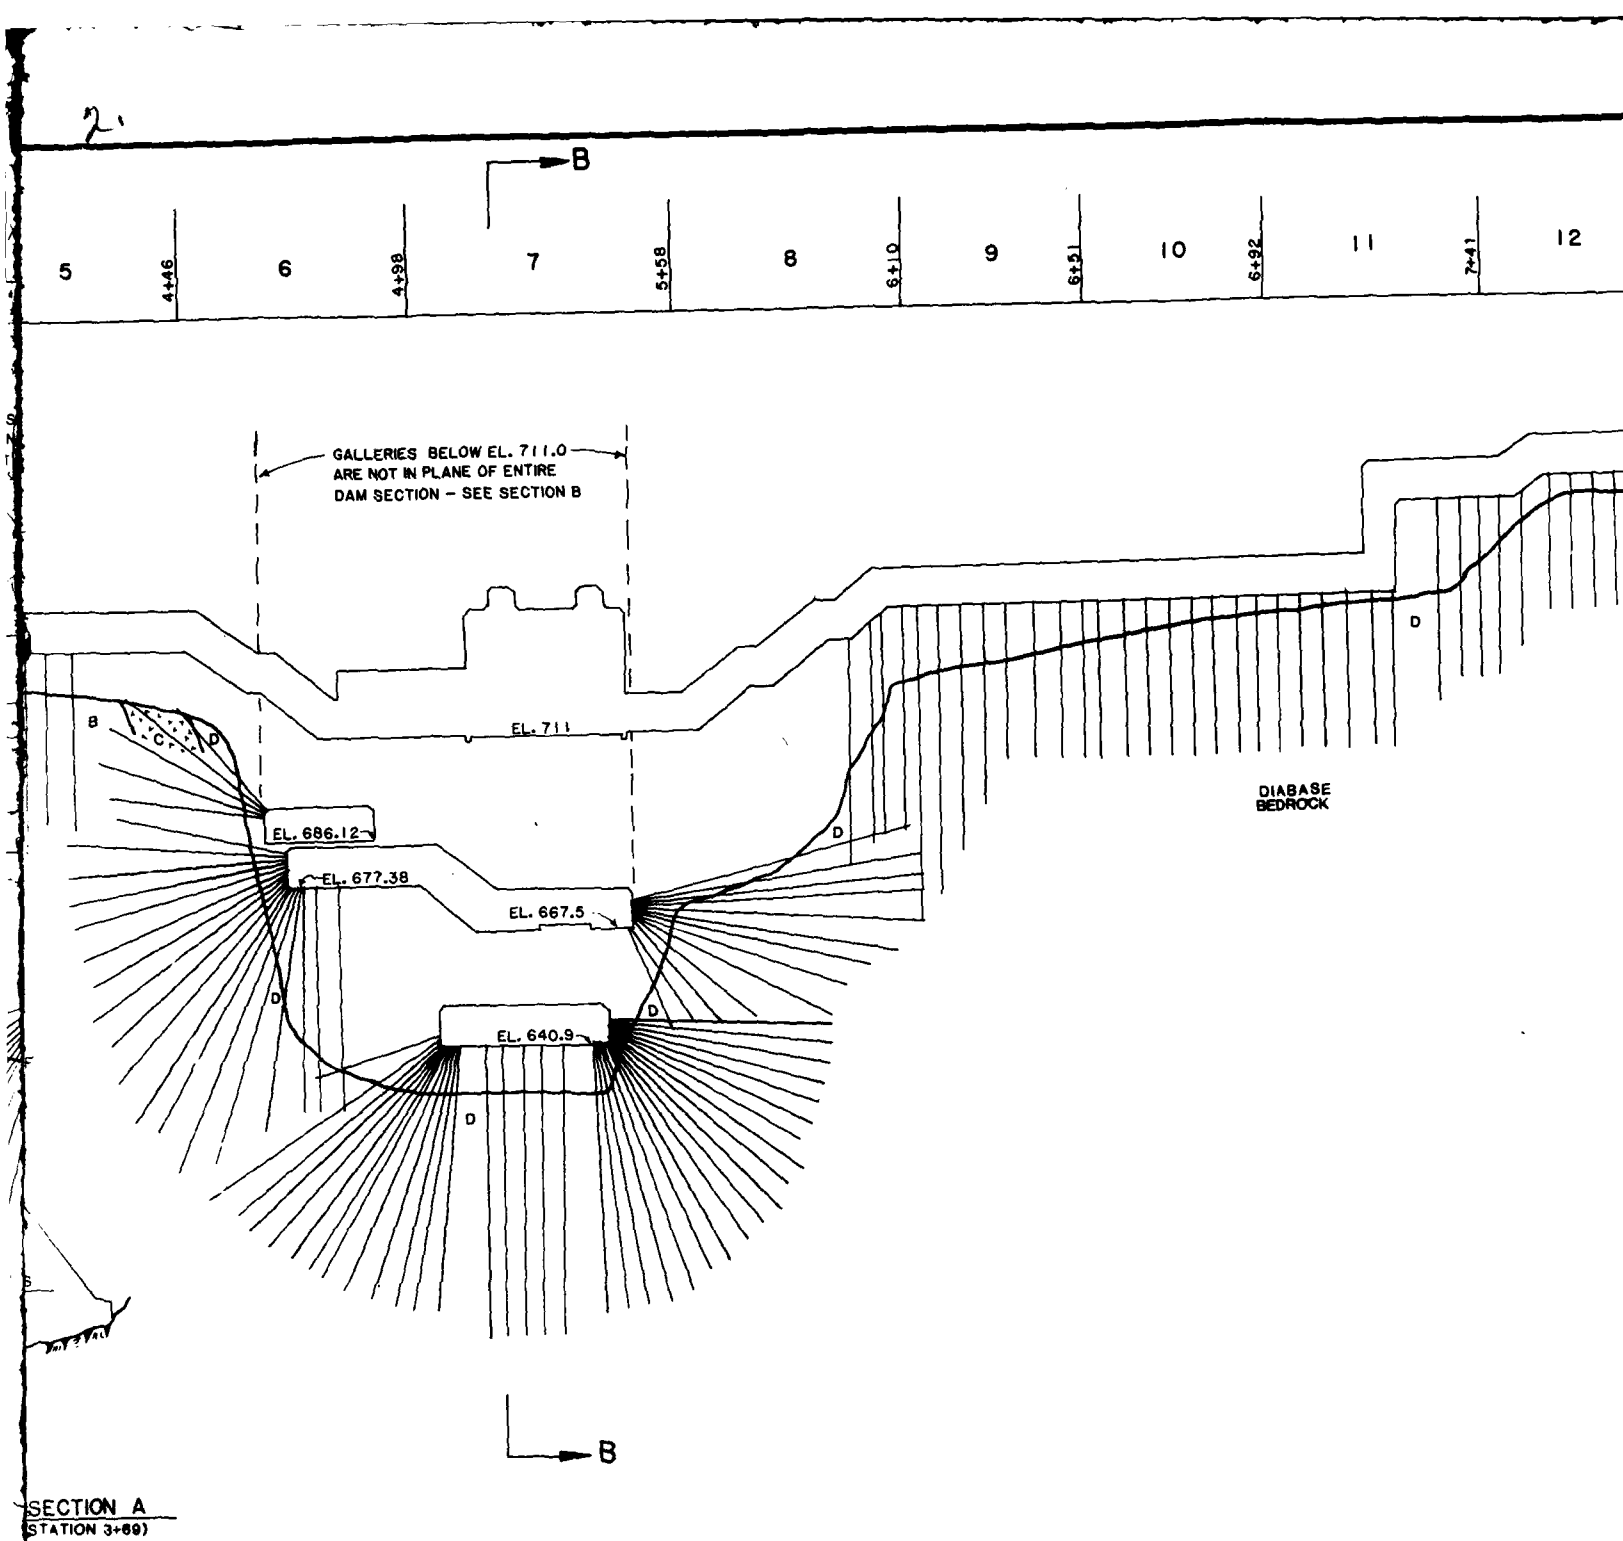 2.
B
5
4+46
6
4+98
7
5+58
8
6+10
9
6+51
10
6+92
11
7+41
12
GALLERIES BELOW EL. 711.0
ARE NOT IN PLANE OF ENTIRE
DAM SECTION - SEE SECTION B
D
B
C
D
EL. 711
DIABASE
BEDROCK
EL. 686.12
D
EL. 677.38
EL. 667.5
D
D
EL. 640.9
D
S
B
SECTION A
STATION 3+69)